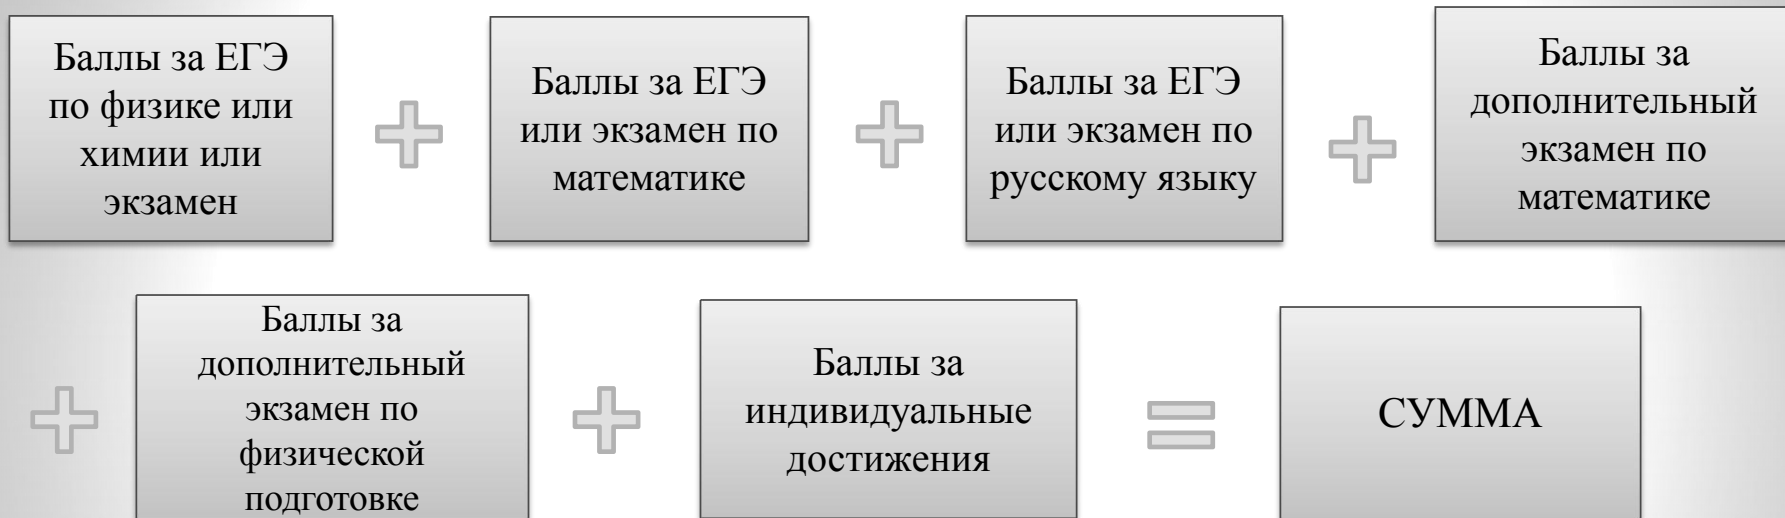 Баллы за ЕГЭ
по физике или
химии или
экзамен
Баллы за ЕГЭ
или экзамен по
математике
Баллы за ЕГЭ
или экзамен по
русскому языку
Баллы за
дополнительный
экзамен по
математике
Баллы за
дополнительный
экзамен по
физической
подготовке
Баллы за
индивидуальные
достижения
СУММА